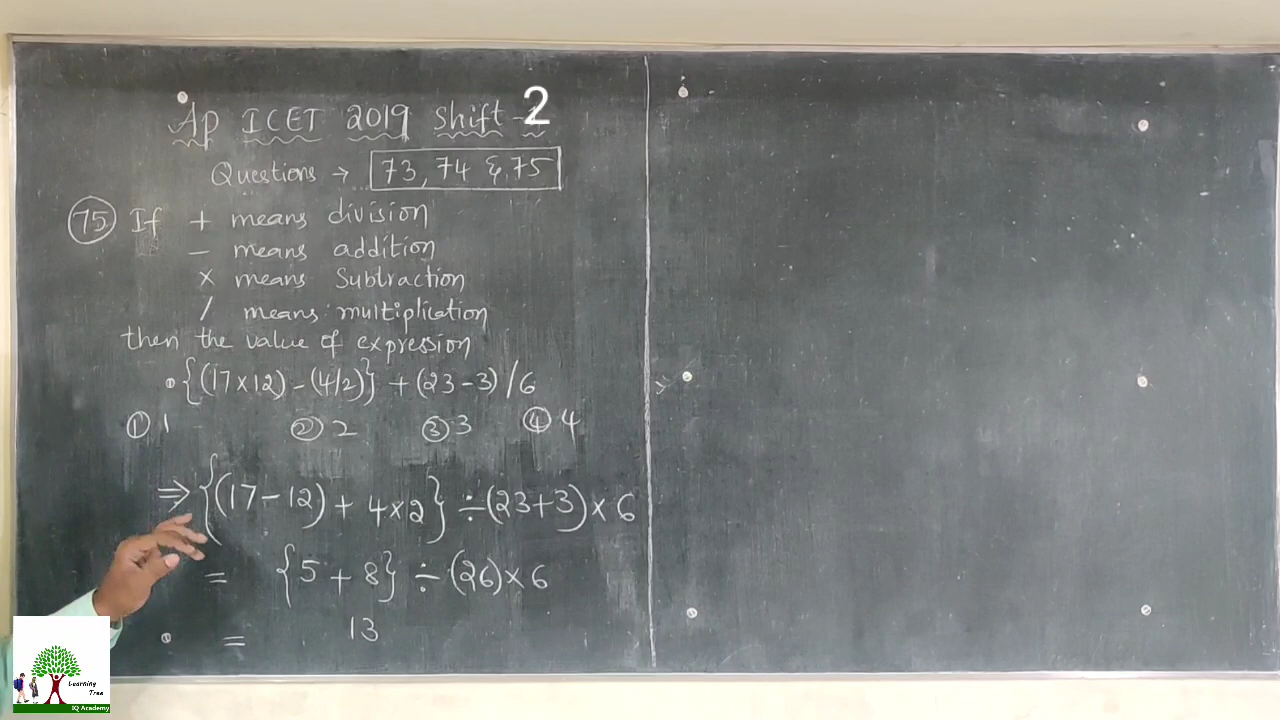 Ap ICET 2019 Shift-2
Questions → 73, 74 & 75
75 If + means division
− means addition
× means Subtraction
/ means multiplication
then the value of expression
{(17×12) − (4/2)} + (23−3) /6
① 1 ② 2 ③ 3 ④ 4
⇒ {(17−12) + 4×2} ÷ (23+3) × 6
= {5 + 8} ÷ (26) × 6
= 13
Learning
Tree
IQ Academy